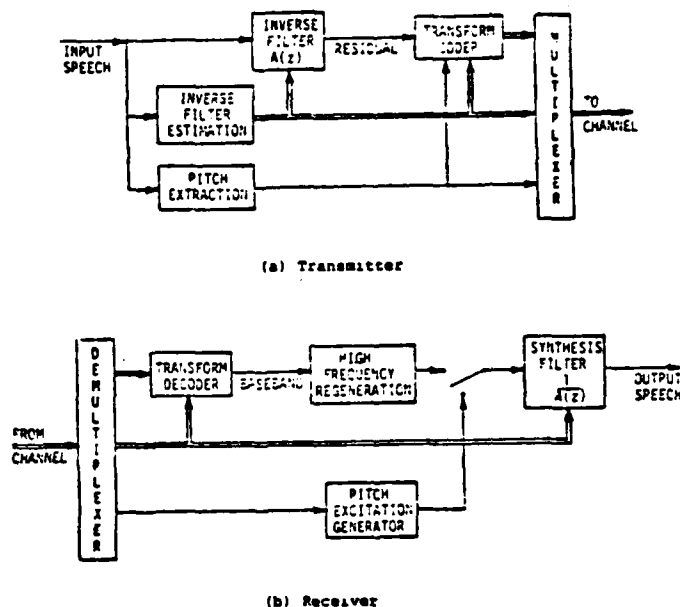 INPUT
SPEECH
INVERSE
FILTER
A(z)
RESIDUAL
TRANSFORM
CODER
INVERSE
FILTER
ESTIMATION
PITCH
EXTRACTION
MULTIPLEXER
TO
CHANNEL
(a) Transmitter
FROM
CHANNEL
DEMULTIPLEXER
TRANSFORM
DECODER
BASEBAND
HIGH
FREQUENCY
REGENERATION
SYNTHESIS
FILTER
1
A(z)
OUTPUT
SPEECH
PITCH
EXCITATION
GENERATOR
(b) Receiver